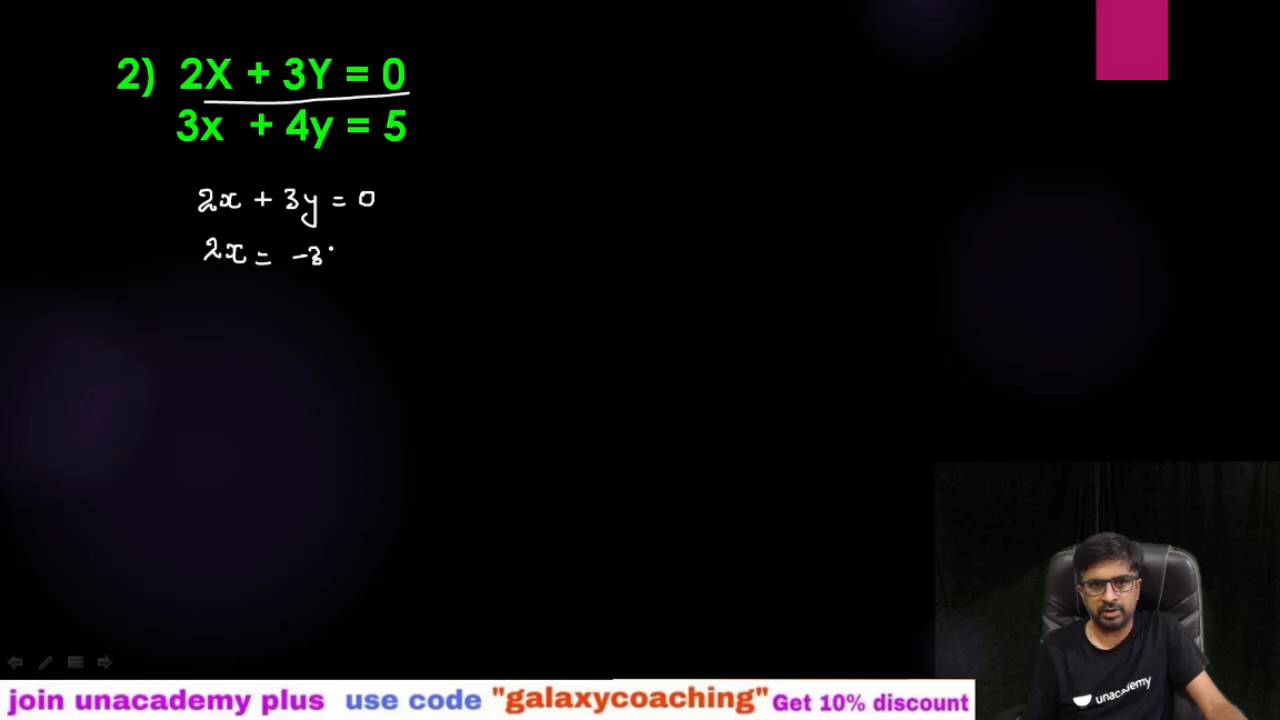 2) 2X + 3Y = 0
3x + 4y = 5
2x + 3y = 0
2x = -3
unacademy
join unacademy plus use code "galaxycoaching" Get 10% discount